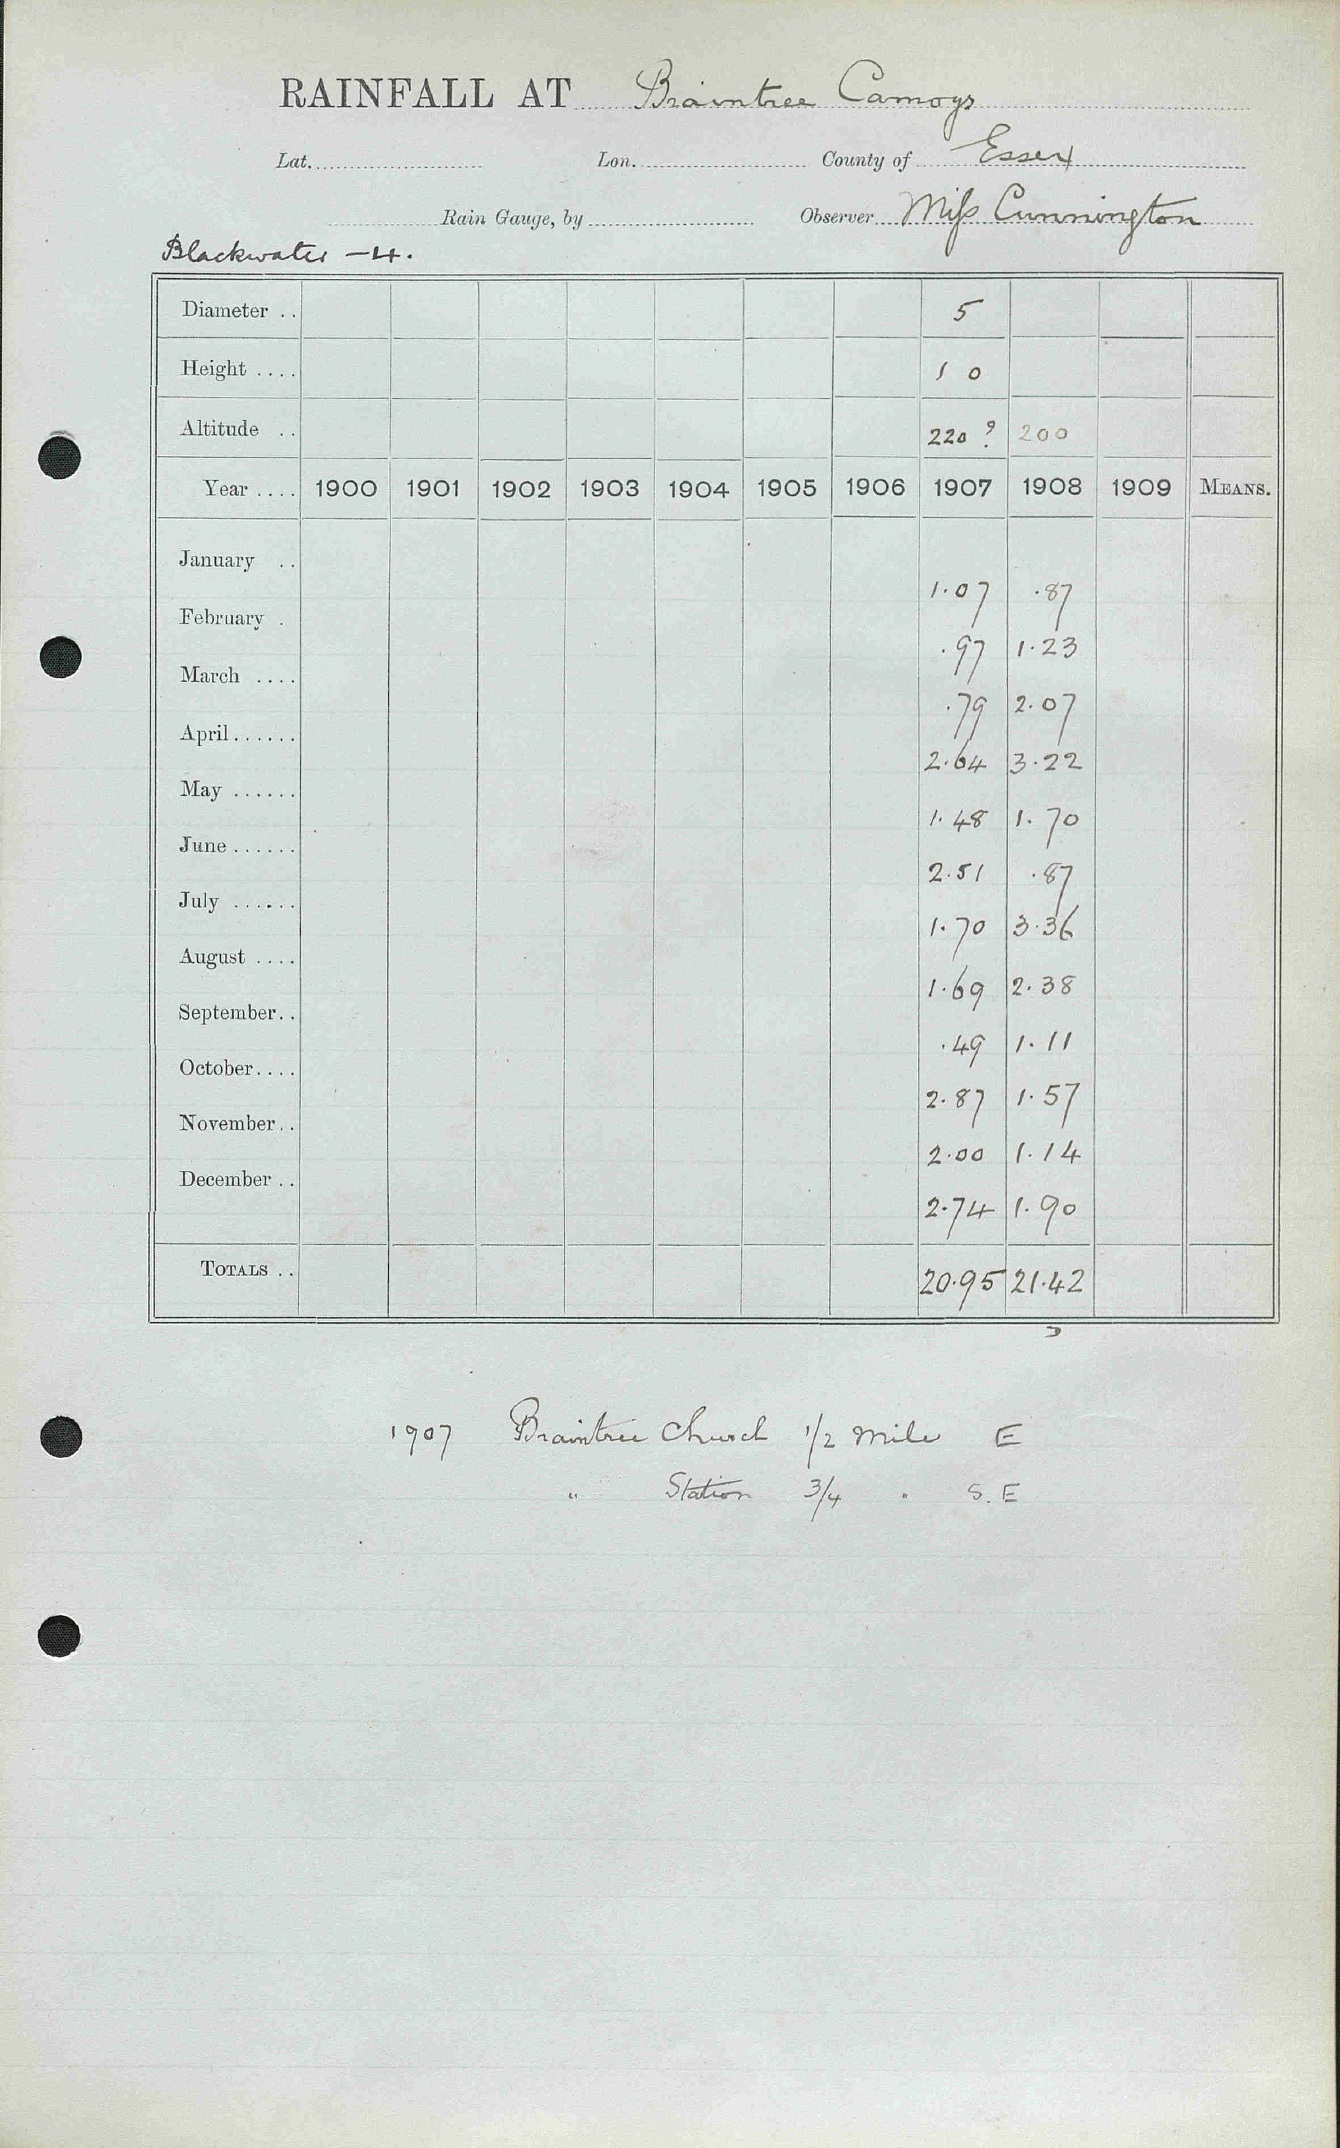 RAINFALL AT Braintree Camoys
Lat. Lon. County of Essex
Rain Gauge, by Observer Miss Cunnington
Blackwater – 4.
Diameter .. 5
Height .... 1 0
Altitude .. 220 ? 200
Year .... 1900 1901 1902 1903 1904 1905 1906 1907 1908 1909 MEANS.
January .. 1.07 .87
February . .97 1.23
March .... .79 2.07
April ...... 2.64 3.22
May ...... 1.48 1.70
June ...... 2.51 .87
July ...... 1.70 3.36
August .... 1.69 2.38
September.. .49 1.11
October.... 2.87 1.57
November.. 2.00 1.14
December .. 2.74 1.90
TOTALS .. 20.95 21.42
1907 Braintree Church 1/2 mile E
" Station 3/4 " S.E